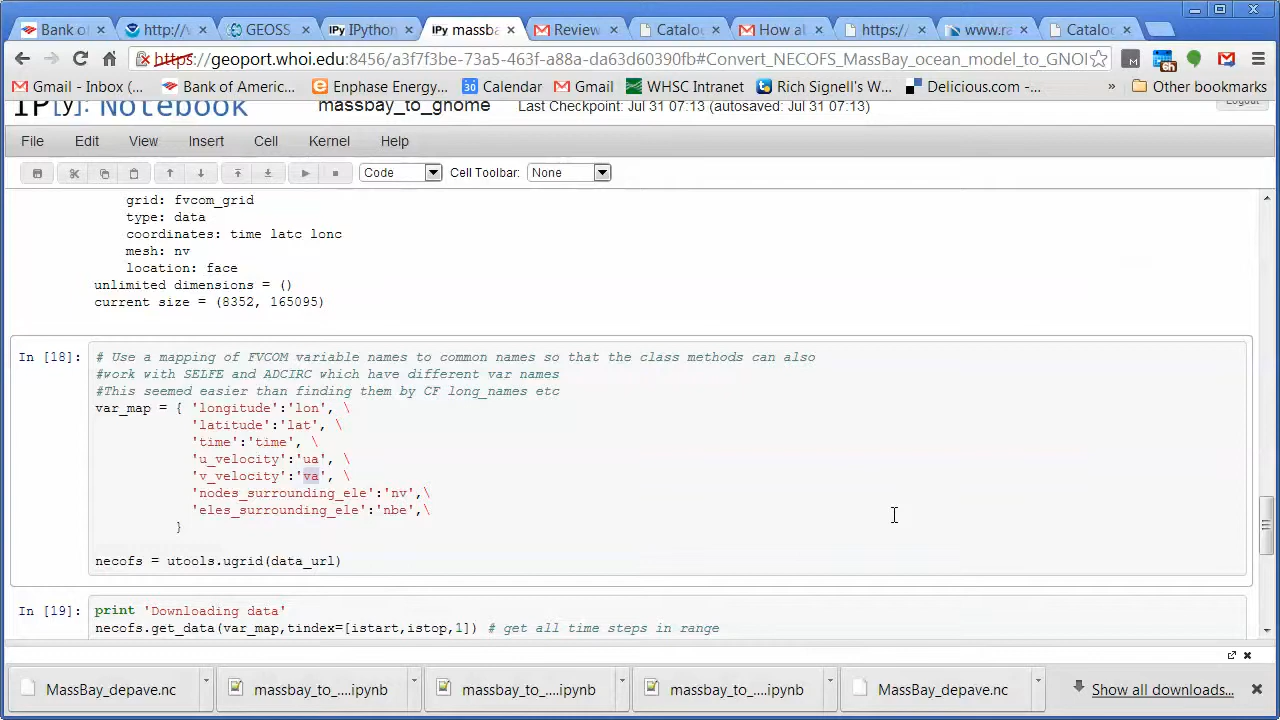 Bank of
http://v
GEOSS
IPython
IPy massba
Review
Catalo
How al
https:/
www.ra
Catalo
https://geoport.whoi.edu:8456/a3f7f3be-73a5-463f-a88a-da63d60390fb#Convert_NECOFS_MassBay_ocean_model_to_GNOI
6h
Gmail - Inbox (...
Bank of Americ...
Enphase Energy...
30 Calendar
Gmail
WHSC Intranet
Rich Signell's W...
Delicious.com -...
»
Other bookmarks
IP[y]: Notebook
massbay_to_gnome
Last Checkpoint: Jul 31 07:13 (autosaved: Jul 31 07:13)
Logout
File Edit View Insert Cell Kernel Help
Code
Cell Toolbar: None
grid: fvcom_grid
type: data
coordinates: time latc lonc
mesh: nv
location: face
unlimited dimensions = ()
current size = (8352, 165095)
In [18]:
# Use a mapping of FVCOM variable names to common names so that the class methods can also
#work with SELFE and ADCIRC which have different var names
#This seemed easier than finding them by CF long_names etc
var_map = { 'longitude':'lon', \
'latitude':'lat', \
'time':'time', \
'u_velocity':'ua', \
'v_velocity':'va', \
'nodes_surrounding_ele':'nv',\
'eles_surrounding_ele':'nbe',\
}
necofs = utools.ugrid(data_url)
In [19]:
print 'Downloading data'
necofs.get_data(var_map,tindex=[istart,istop,1]) # get all time steps in range
MassBay_depave.nc
massbay_to_....ipynb
massbay_to_....ipynb
massbay_to_....ipynb
MassBay_depave.nc
Show all downloads...